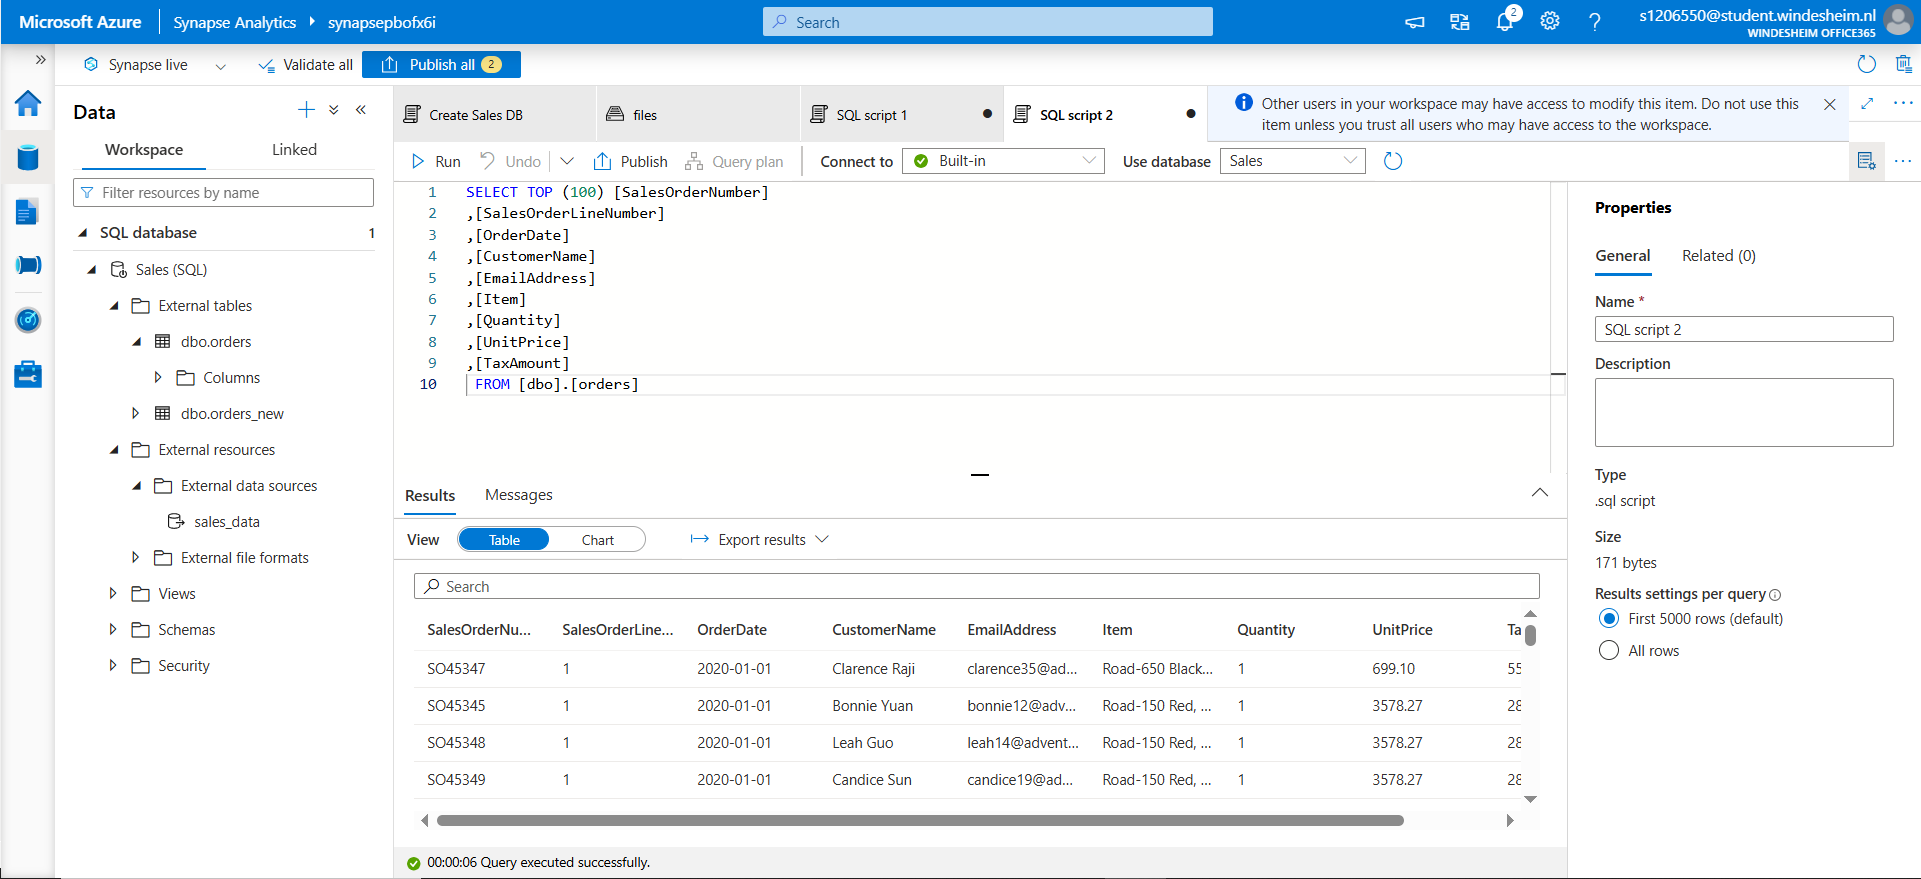 Microsoft Azure
Synapse Analytics
synapsepbofx6i
Search
2
s1206550@student.windesheim.nl
WINDESHEIM OFFICE365
Synapse live
Validate all
Publish all 2
Data
Workspace
Linked
Filter resources by name
SQL database
1
Sales (SQL)
External tables
dbo.orders
Columns
dbo.orders_new
External resources
External data sources
sales_data
External file formats
Views
Schemas
Security
Create Sales DB
files
SQL script 1
SQL script 2
Other users in your workspace may have access to modify this item. Do not use this
item unless you trust all users who may have access to the workspace.
Run
Undo
Publish
Query plan
Connect to
Built-in
Use database
Sales
1 SELECT TOP (100) [SalesOrderNumber]
2 ,[SalesOrderLineNumber]
3 ,[OrderDate]
4 ,[CustomerName]
5 ,[EmailAddress]
6 ,[Item]
7 ,[Quantity]
8 ,[UnitPrice]
9 ,[TaxAmount]
10 FROM [dbo].[orders]
Results
Messages
View
Table
Chart
Export results
Search
SalesOrderNu... SalesOrderLine... OrderDate CustomerName EmailAddress Item Quantity UnitPrice Ta
SO45347 1 2020-01-01 Clarence Raji clarence35@ad... Road-650 Black... 1 699.10 55
SO45345 1 2020-01-01 Bonnie Yuan bonnie12@adv... Road-150 Red, ... 1 3578.27 28
SO45348 1 2020-01-01 Leah Guo leah14@advent... Road-150 Red, ... 1 3578.27 28
SO45349 1 2020-01-01 Candice Sun candice19@ad... Road-150 Red, ... 1 3578.27 28
00:00:06 Query executed successfully.
Properties
General
Related (0)
Name *
SQL script 2
Description
Type
.sql script
Size
171 bytes
Results settings per query
First 5000 rows (default)
All rows